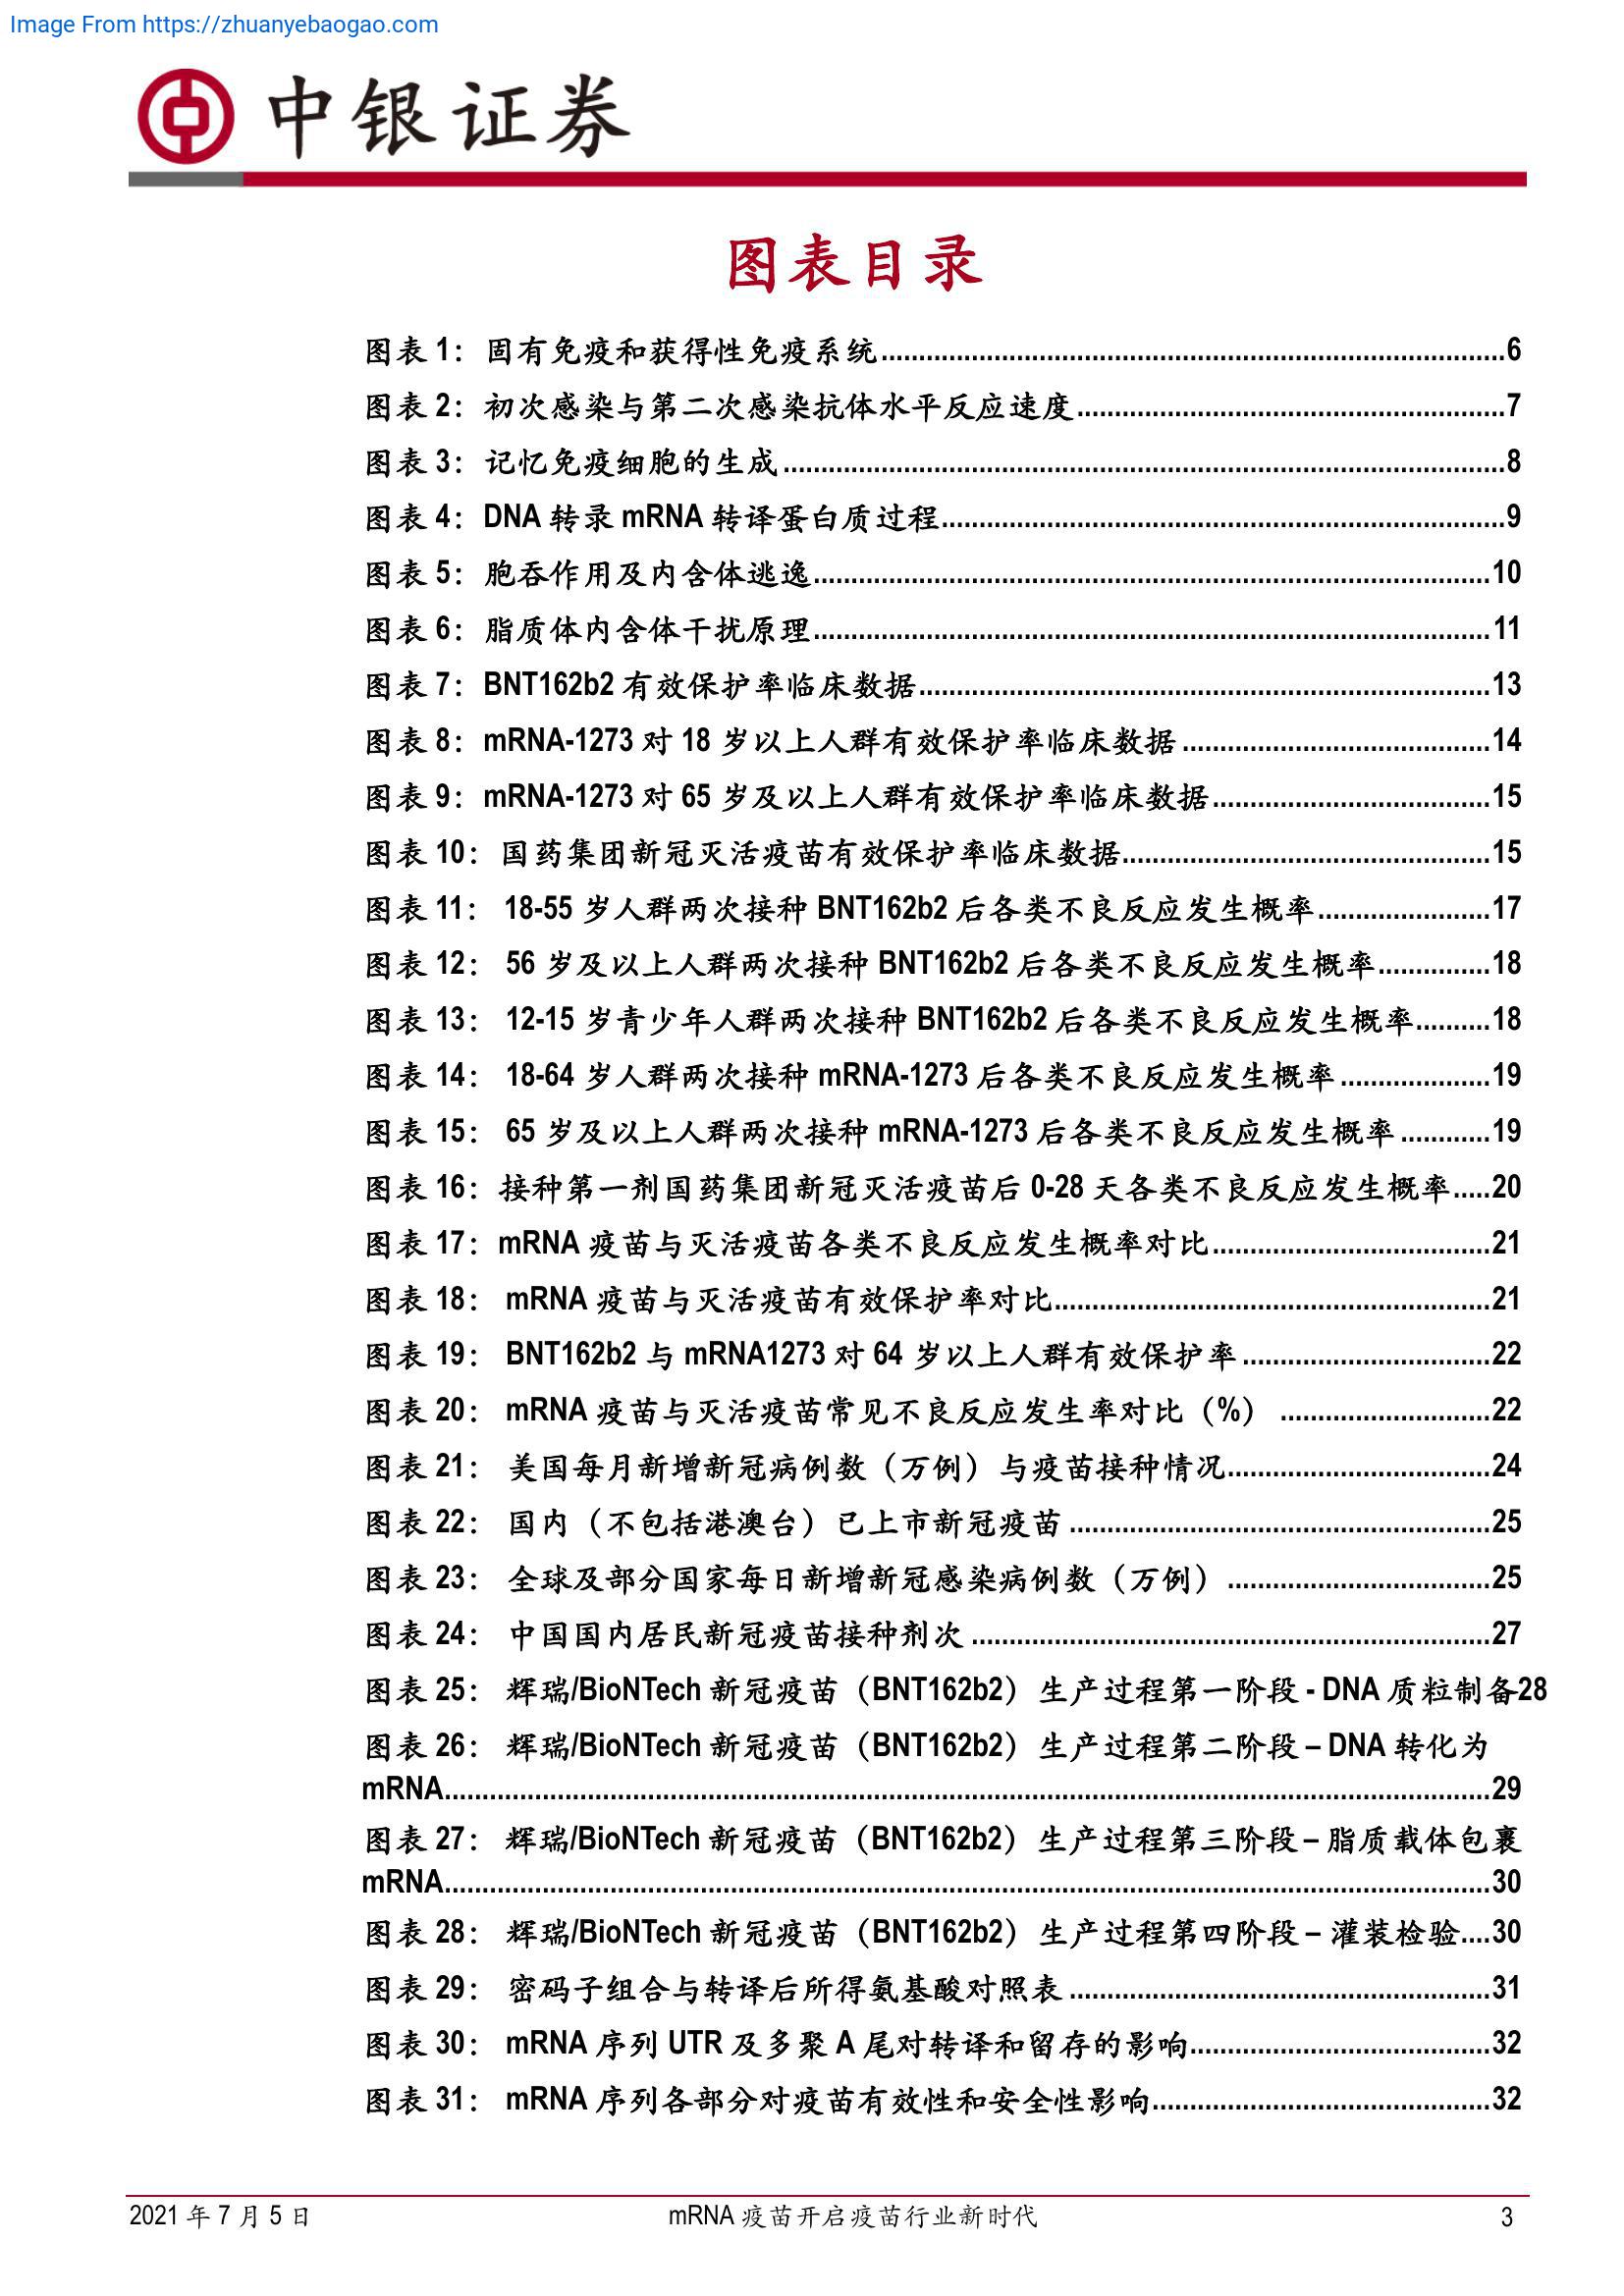 Image From https://zhuanyebaogao.com
中银证券
图表目录
图表 1：固有免疫和获得性免疫系统........6
图表 2：初次感染与第二次感染抗体水平反应速度........7
图表 3：记忆免疫细胞的生成........8
图表 4：DNA 转录 mRNA 转译蛋白质过程........9
图表 5：胞吞作用及内含体逃逸........10
图表 6：脂质体内含体干扰原理........11
图表 7：BNT162b2 有效保护率临床数据........13
图表 8：mRNA-1273 对 18 岁以上人群有效保护率临床数据........14
图表 9：mRNA-1273 对 65 岁及以上人群有效保护率临床数据........15
图表 10：国药集团新冠灭活疫苗有效保护率临床数据........15
图表 11： 18-55 岁人群两次接种 BNT162b2 后各类不良反应发生概率........17
图表 12： 56 岁及以上人群两次接种 BNT162b2 后各类不良反应发生概率........18
图表 13： 12-15 岁青少年人群两次接种 BNT162b2 后各类不良反应发生概率........18
图表 14： 18-64 岁人群两次接种 mRNA-1273 后各类不良反应发生概率........19
图表 15： 65 岁及以上人群两次接种 mRNA-1273 后各类不良反应发生概率........19
图表 16：接种第一剂国药集团新冠灭活疫苗后 0-28 天各类不良反应发生概率.....20
图表 17：mRNA 疫苗与灭活疫苗各类不良反应发生概率对比........21
图表 18： mRNA 疫苗与灭活疫苗有效保护率对比........21
图表 19： BNT162b2 与 mRNA1273 对 64 岁以上人群有效保护率........22
图表 20： mRNA 疫苗与灭活疫苗常见不良反应发生率对比（%）........22
图表 21： 美国每月新增新冠病例数（万例）与疫苗接种情况........24
图表 22： 国内（不包括港澳台）已上市新冠疫苗........25
图表 23： 全球及部分国家每日新增新冠感染病例数（万例）........25
图表 24： 中国国内居民新冠疫苗接种剂次........27
图表 25： 辉瑞/BioNTech 新冠疫苗（BNT162b2）生产过程第一阶段 - DNA 质粒制备28
图表 26： 辉瑞/BioNTech 新冠疫苗（BNT162b2）生产过程第二阶段 – DNA 转化为
mRNA........29
图表 27： 辉瑞/BioNTech 新冠疫苗（BNT162b2）生产过程第三阶段 – 脂质载体包裹
mRNA........30
图表 28： 辉瑞/BioNTech 新冠疫苗（BNT162b2）生产过程第四阶段 – 灌装检验....30
图表 29： 密码子组合与转译后所得氨基酸对照表........31
图表 30： mRNA 序列 UTR 及多聚 A 尾对转译和留存的影响........32
图表 31： mRNA 序列各部分对疫苗有效性和安全性影响........32
2021 年 7 月 5 日 mRNA 疫苗开启疫苗行业新时代 3